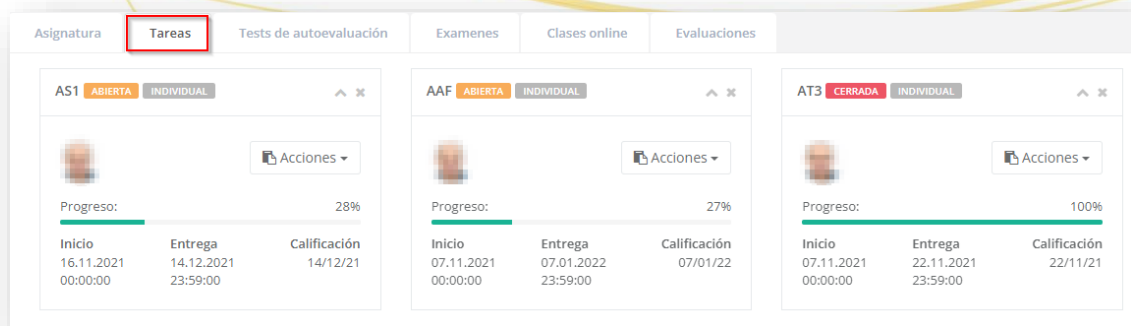 Asignatura Tareas Tests de autoevaluación Examenes Clases online Evaluaciones
AS1 ABIERTA INDIVIDUAL
Acciones
Progreso: 28%
Inicio Entrega Calificación
16.11.2021 14.12.2021 14/12/21
00:00:00 23:59:00
AAF ABIERTA INDIVIDUAL
Acciones
Progreso: 27%
Inicio Entrega Calificación
07.11.2021 07.01.2022 07/01/22
00:00:00 23:59:00
AT3 CERRADA INDIVIDUAL
Acciones
Progreso: 100%
Inicio Entrega Calificación
07.11.2021 22.11.2021 22/11/21
00:00:00 23:59:00